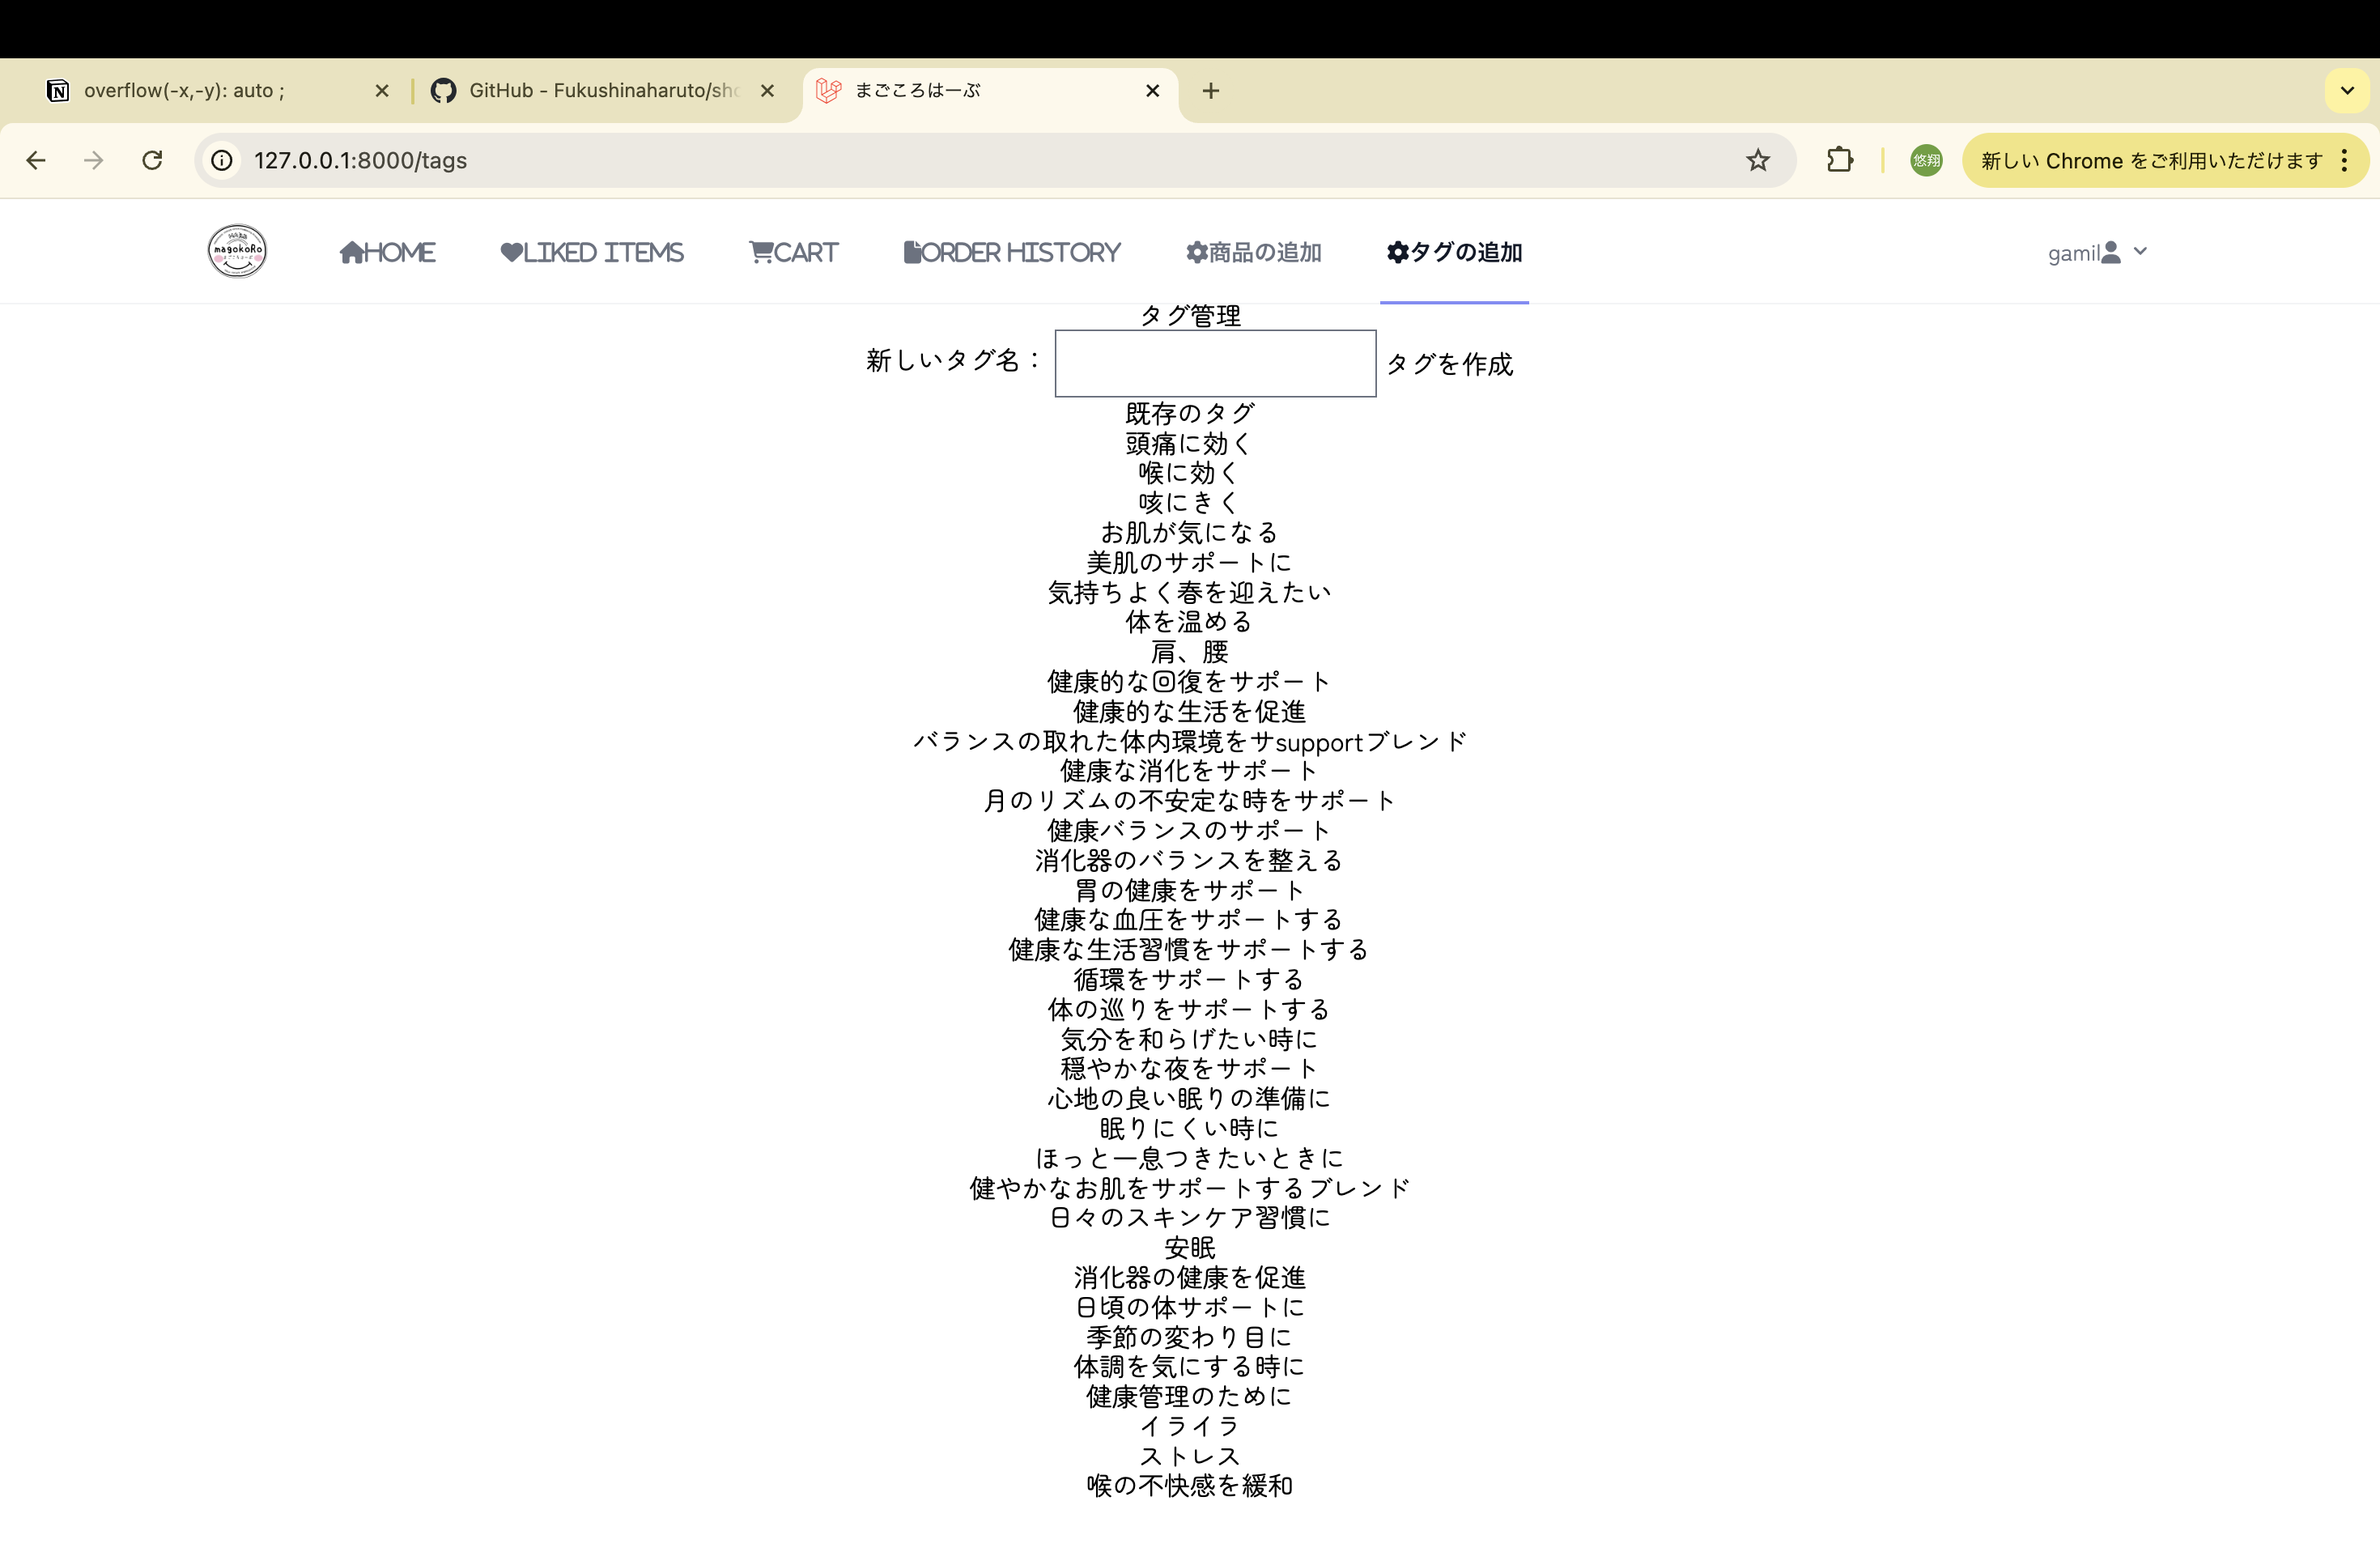 overflow(-x,-y): auto ;
GitHub - Fukushinaharuto/sho
まごころはーぶ
127.0.0.1:8000/tags
悠翔
新しい Chrome をご利用いただけます
magokoRo
HOME
LIKED ITEMS
CART
ORDER HISTORY
商品の追加
タグの追加
gamil
タグ管理
新しいタグ名：
タグを作成
既存のタグ
頭痛に効く
喉に効く
咳にきく
お肌が気になる
美肌のサポートに
気持ちよく春を迎えたい
体を温める
肩、腰
健康的な回復をサポート
健康的な生活を促進
バランスの取れた体内環境をサsupportブレンド
健康な消化をサポート
月のリズムの不安定な時をサポート
健康バランスのサポート
消化器のバランスを整える
胃の健康をサポート
健康な血圧をサポートする
健康な生活習慣をサポートする
循環をサポートする
体の巡りをサポートする
気分を和らげたい時に
穏やかな夜をサポート
心地の良い眠りの準備に
眠りにくい時に
ほっと一息つきたいときに
健やかなお肌をサポートするブレンド
日々のスキンケア習慣に
安眠
消化器の健康を促進
日頃の体サポートに
季節の変わり目に
体調を気にする時に
健康管理のために
イライラ
ストレス
喉の不快感を緩和